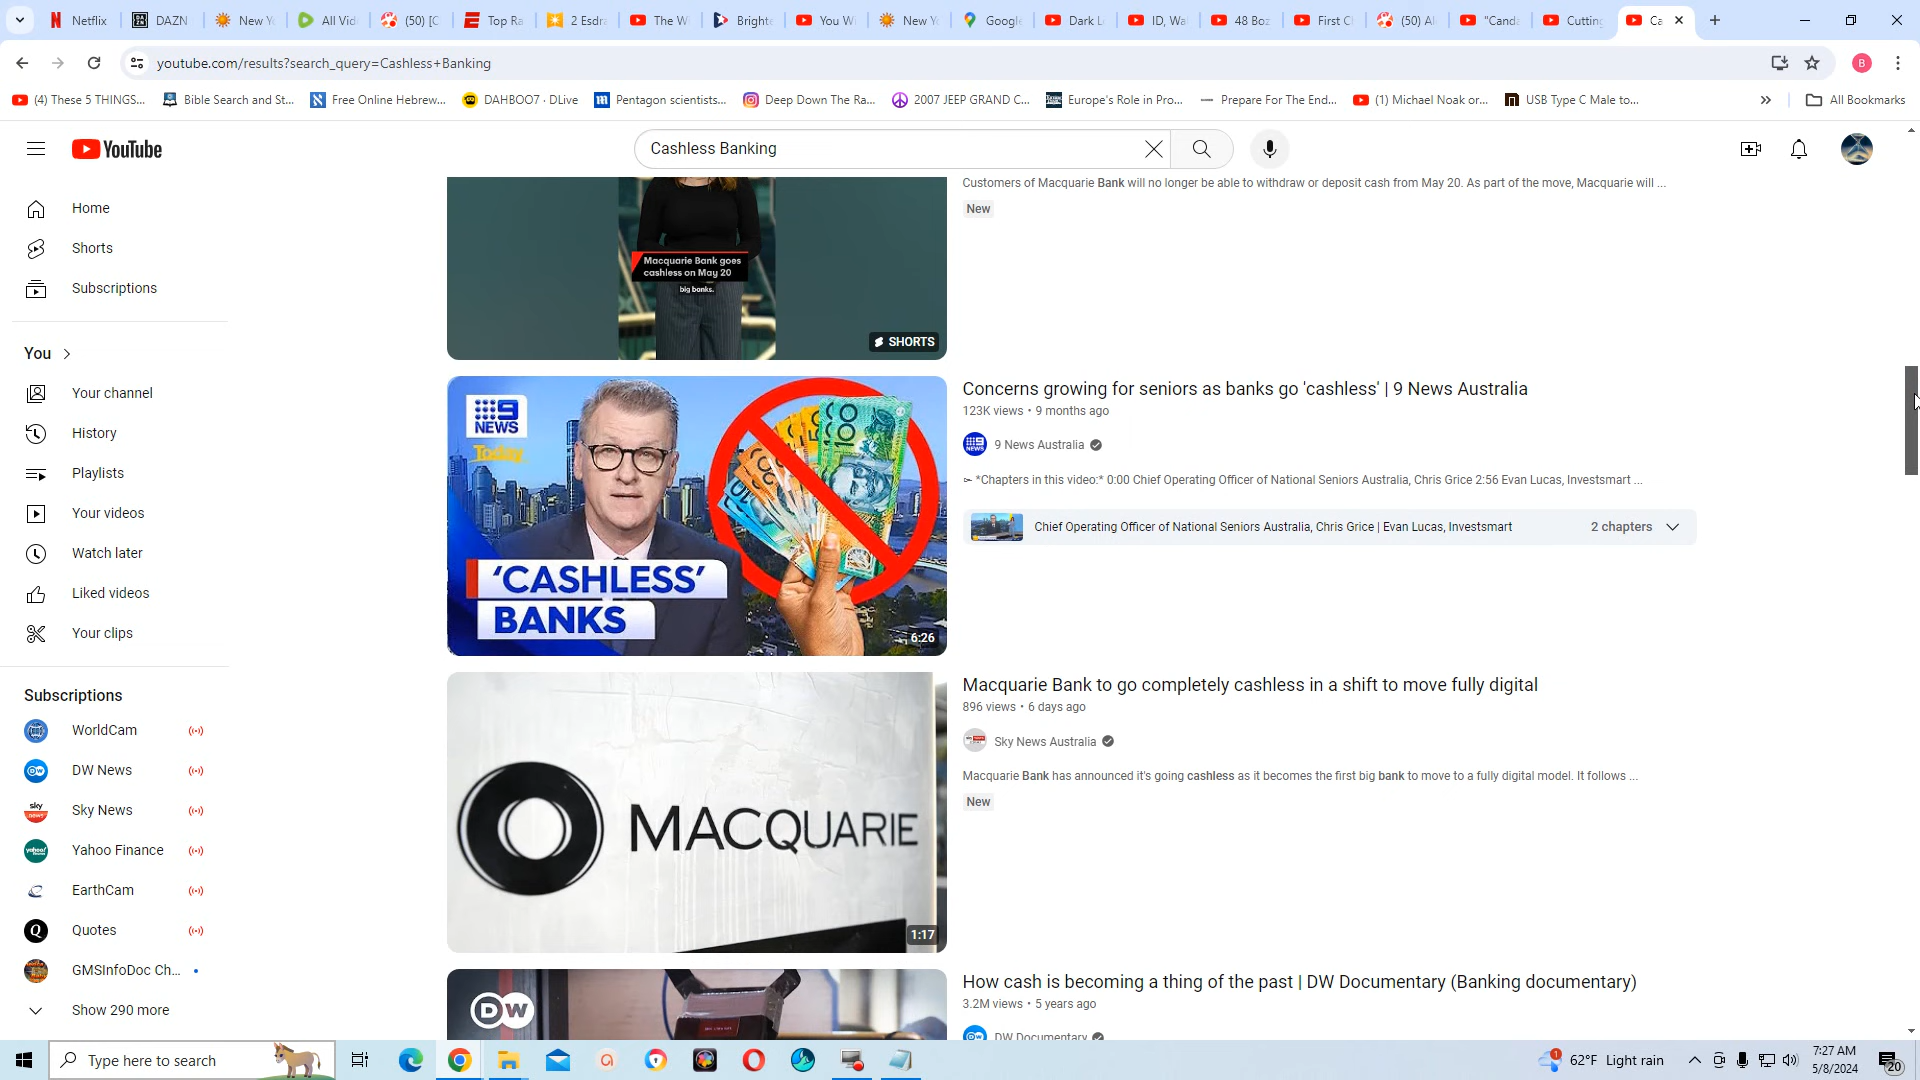 Netflix
DAZN
New Y
All Vid
(50) [C
Top Ra
2 Esdra
The W
Brighte
You Wi
New Y
Google
Dark L
ID, Wa
48 Boz
First C
(50) Al
"Canda
Cutting
Ca
youtube.com/results?search_query=Cashless+Banking
B
(4) These 5 THINGS...
Bible Search and St...
Free Online Hebrew...
DAHBOO7 · DLive
Pentagon scientists...
Deep Down The Ra...
2007 JEEP GRAND C...
Europe's Role in Pro...
Prepare For The End...
(1) Michael Noak or...
USB Type C Male to...
All Bookmarks
YouTube
Cashless Banking
Home
Shorts
Subscriptions
You
Your channel
History
Playlists
Your videos
Watch later
Liked videos
Your clips
Subscriptions
WorldCam
DW News
Sky News
Yahoo Finance
EarthCam
Quotes
GMSInfoDoc Ch...
Show 290 more
Macquarie Bank goes
cashless on May 20
big banks.
SHORTS
Customers of Macquarie Bank will no longer be able to withdraw or deposit cash from May 20. As part of the move, Macquarie will ...
New
9
NEWS
Today
'CASHLESS'
BANKS
6:26
Concerns growing for seniors as banks go 'cashless' | 9 News Australia
123K views • 9 months ago
9 News Australia
*Chapters in this video:* 0:00 Chief Operating Officer of National Seniors Australia, Chris Grice 2:56 Evan Lucas, Investsmart ...
Chief Operating Officer of National Seniors Australia, Chris Grice | Evan Lucas, Investsmart
2 chapters
MACQUARIE
1:17
Macquarie Bank to go completely cashless in a shift to move fully digital
896 views • 6 days ago
Sky News Australia
Macquarie Bank has announced it's going cashless as it becomes the first big bank to move to a fully digital model. It follows ...
New
DW
How cash is becoming a thing of the past | DW Documentary (Banking documentary)
3.2M views • 5 years ago
DW Documentary
Type here to search
62°F Light rain
7:27 AM
5/8/2024
20